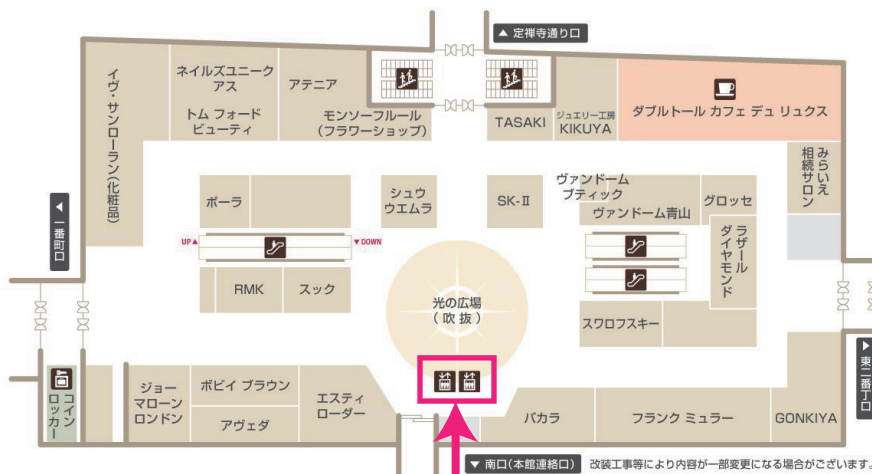 ▲ 定禅寺通り口
イヴ・サンローラン(化粧品)
ネイルズユニーク
アス
トム フォード
ビューティ
アテニア
モンソーフルール
(フラワーショップ)
TASAKI
ジュエリー工房
KIKUYA
ダブルトール カフェ デュ リュクス
みらいえ
相続サロン
◀ 一番町口
ポーラ
シュウ
ウエムラ
SK-II
ヴァンドーム
ブティック
ヴァンドーム青山
グロッセ
ラザール
ダイヤモンド
UP▲
▼DOWN
RMK
スック
光の広場
(吹 抜)
スワロフスキー
▶ 東二番丁口
コイン
ロッカー
ジョー
マローン
ロンドン
ボビイ ブラウン
アヴェダ
エスティ
ローダー
バカラ
フランク ミュラー
GONKIYA
▼ 南口(本館連絡口)
改装工事等により内容が一部変更になる場合がございます。